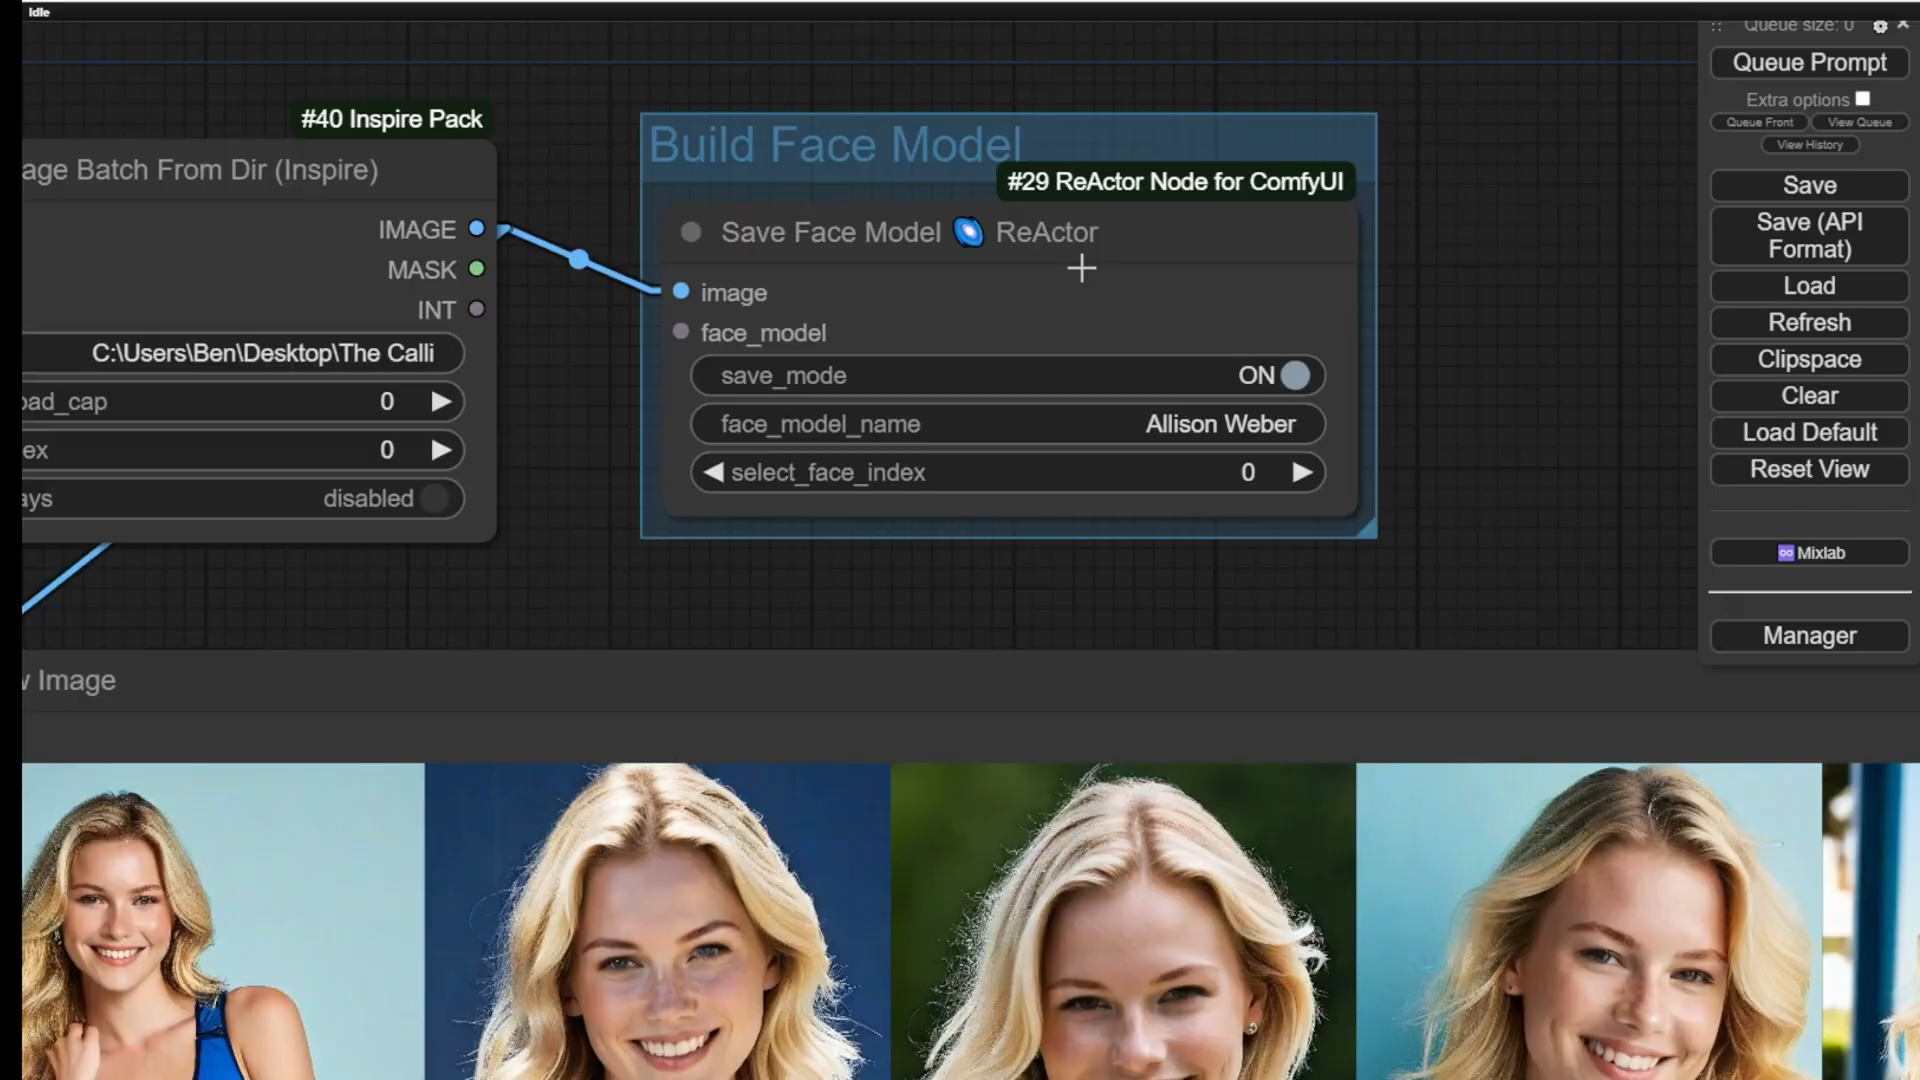 Idle
Queue size: 0
Queue Prompt
Extra options
Queue Front
View Queue
View History
Save
Save (API
Format)
Load
Refresh
Clipspace
Clear
Load Default
Reset View
Mixlab
Manager
#40 Inspire Pack
age Batch From Dir (Inspire)
IMAGE
MASK
INT
C:\Users\Ben\Desktop\The Calli
oad_cap 0
ex 0
ays disabled
Build Face Model
#29 ReActor Node for ComfyUI
Save Face Model ReActor
image
face_model
save_mode ON
face_model_name Allison Weber
select_face_index 0
w Image